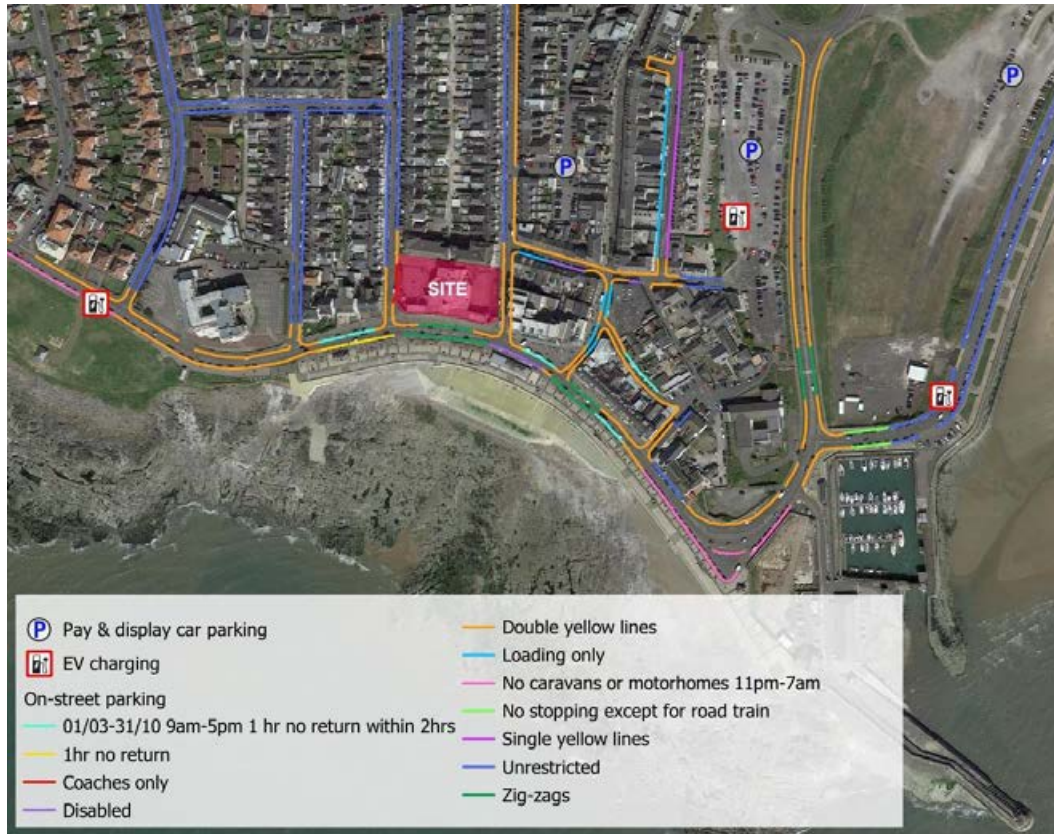 P
P
P
SITE
P Pay & display car parking
EV charging
On-street parking
01/03-31/10 9am-5pm 1 hr no return within 2hrs
1hr no return
Coaches only
Disabled
Double yellow lines
Loading only
No caravans or motorhomes 11pm-7am
No stopping except for road train
Single yellow lines
Unrestricted
Zig-zags